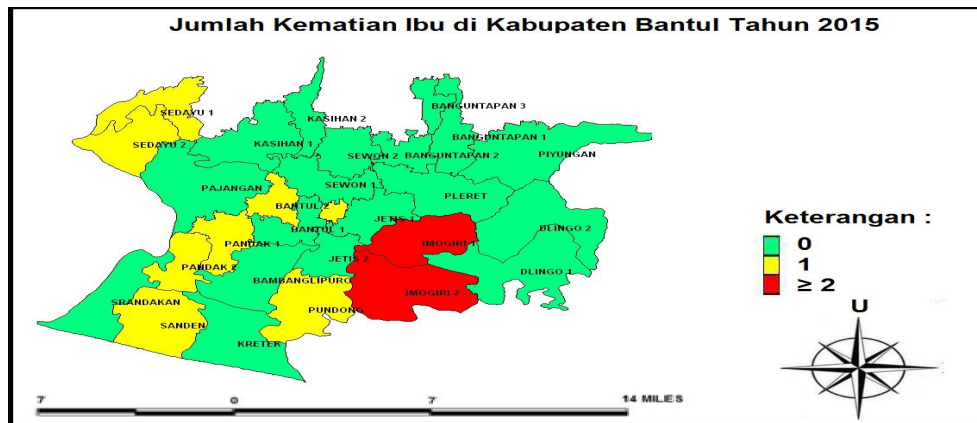 Jumlah Kematian Ibu di Kabupaten Bantul Tahun 2015
SEDAYU 1
BANGUNTAPAN 3
KASIHAN 2
BANGUNTAPAN 1
SEDAYU 2
KASIHAN 1
SEWON 2
BANGUNTAPAN 2
PIYUNGAN
PAJANGAN
SEWON 1
PLERET
BANTUL 2
JETIS 1
BANTUL 1
DLINGO 2
PANDAK 1
IMOGIRI 1
JETIS 2
PANDAK 2
DLINGO 1
BAMBANGLIPURO
IMOGIRI 2
SRANDAKAN
PUNDONG
SANDEN
KRETEK
Keterangan :
0
1
≥ 2
U
7 0 7 14 MILES